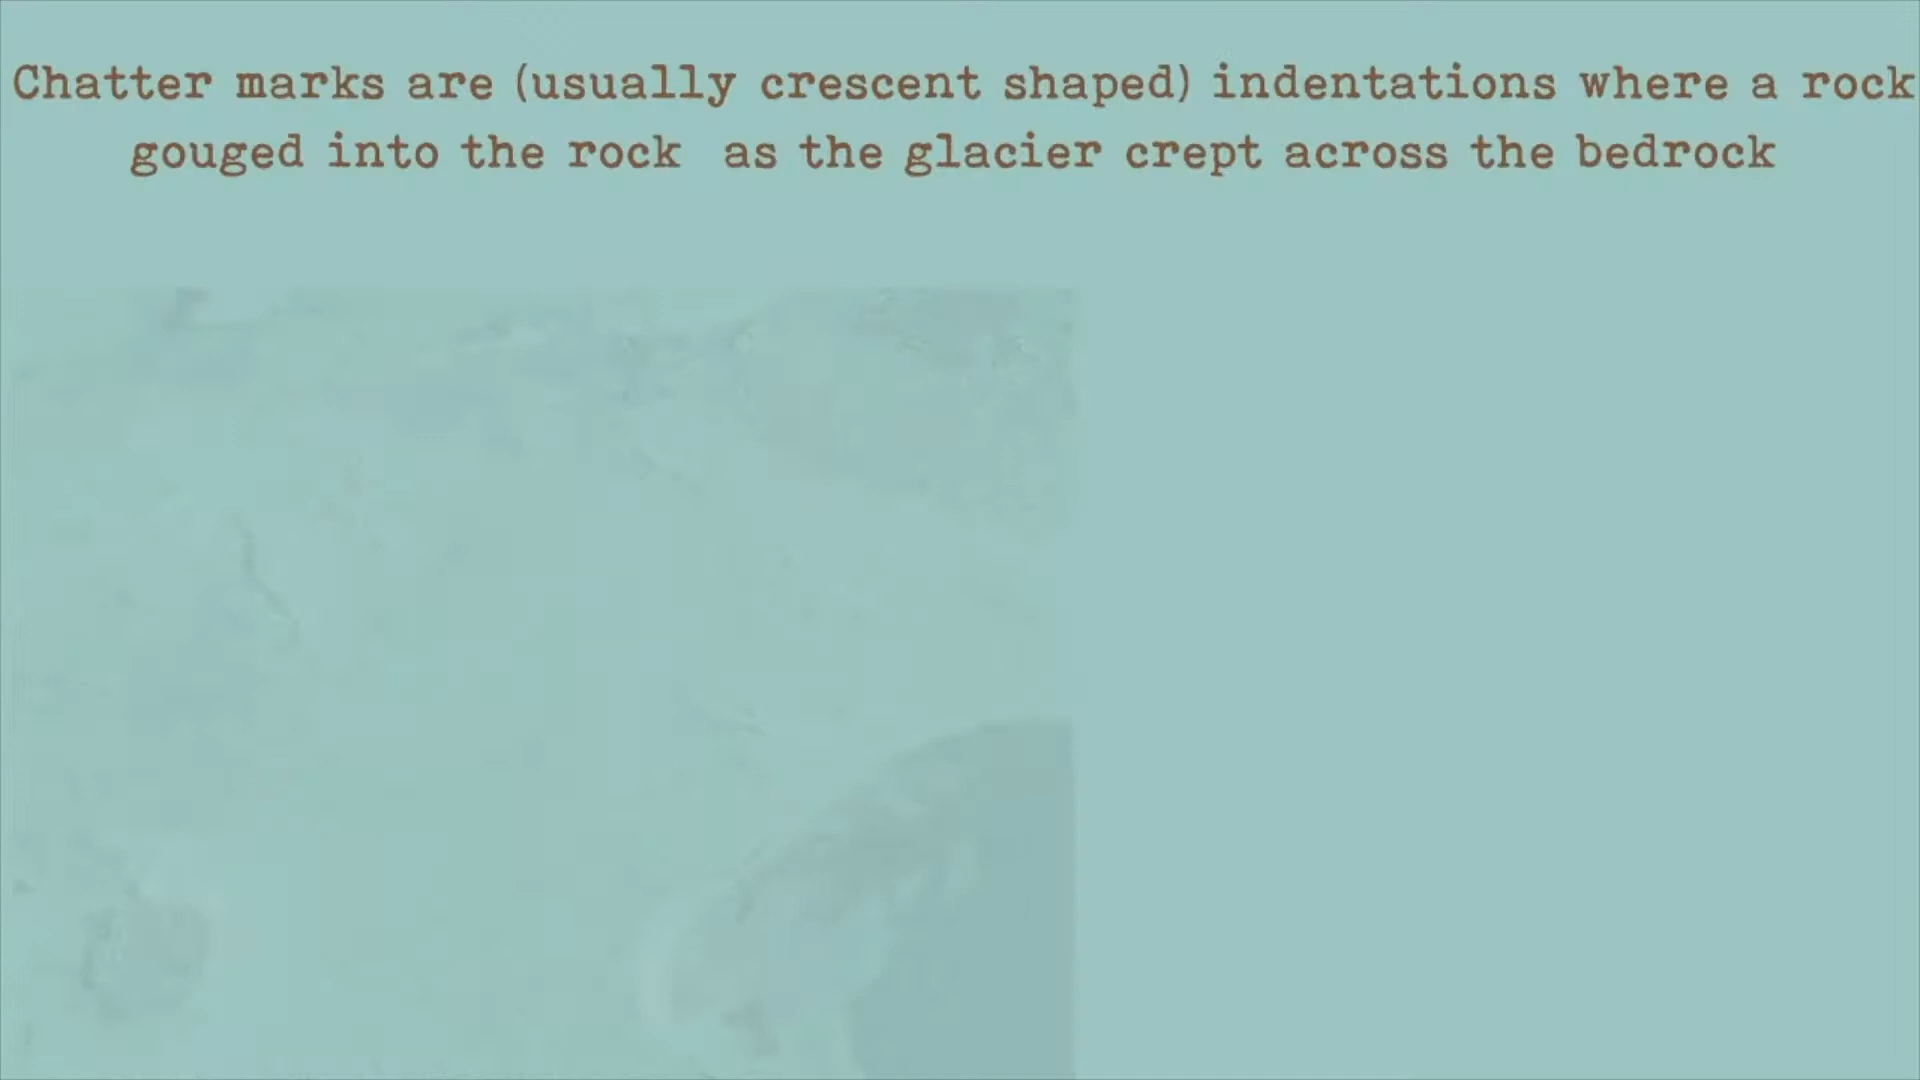 Chatter marks are (usually crescent shaped) indentations where a rock
gouged into the rock  as the glacier crept across the bedrock